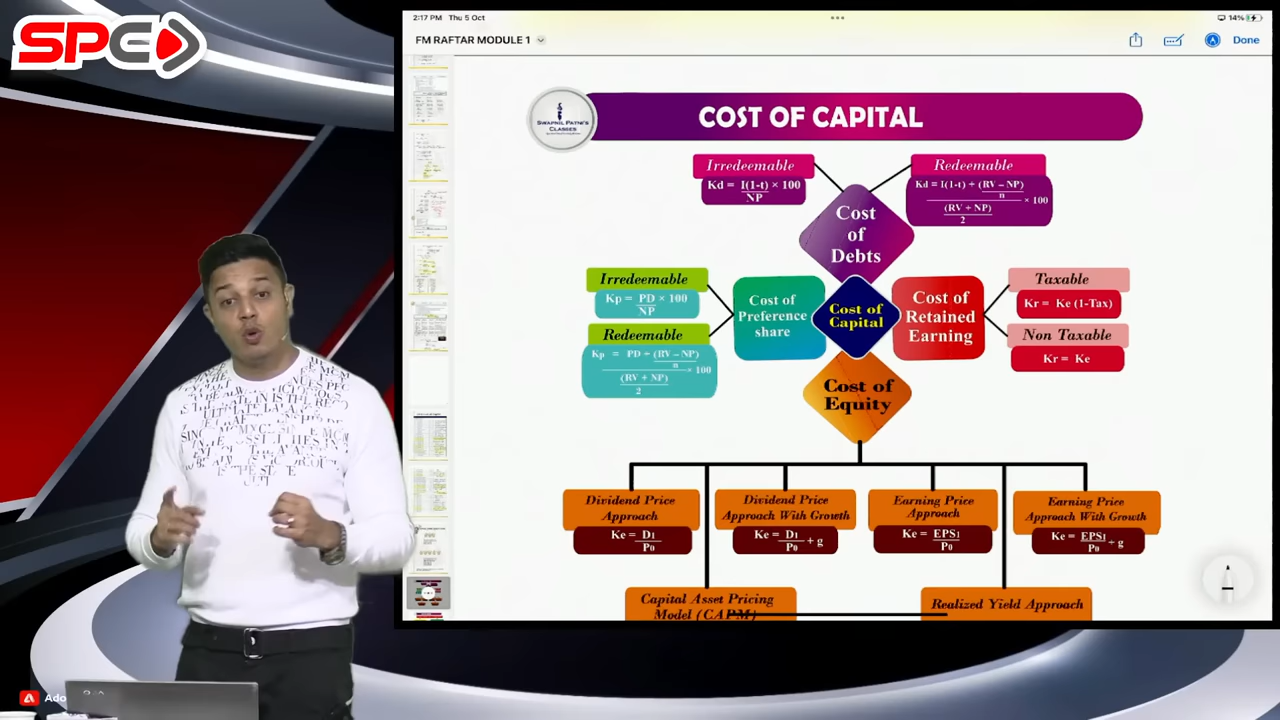 SPE
2:17 PM Thu 5 Oct
14%
FM RAFTAR MODULE 1
Done
SWAPNIL PATNI'S
CLASSES
COST OF CAPITAL
Irredeemable
Kd = I(1-t) × 100
NP
Redeemable
Kd = I(1-t) + (RV – NP)
n
(RV + NP)
2
× 100
Cost
of
Debts
Irredeemable
Kp = PD × 100
NP
Redeemable
Kp = PD + (RV – NP)
n
(RV + NP)
2
× 100
Cost of
Preference
share
Cost of
Capital
Cost of
Retained
Earning
Taxable
Kr = Ke (1-Tax)
Non Taxable
Kr = Ke
Cost of
Equity
Dividend Price
Approach
Ke = D1
P0
Dividend Price
Approach With Growth
Ke = D1 + g
P0
Earning Price
Approach
Ke = EPS1
P0
Earning Price
Approach With Growth
Ke = EPS1 + g
P0
Capital Asset Pricing
Model (CAPM)
Realized Yield Approach
Ado